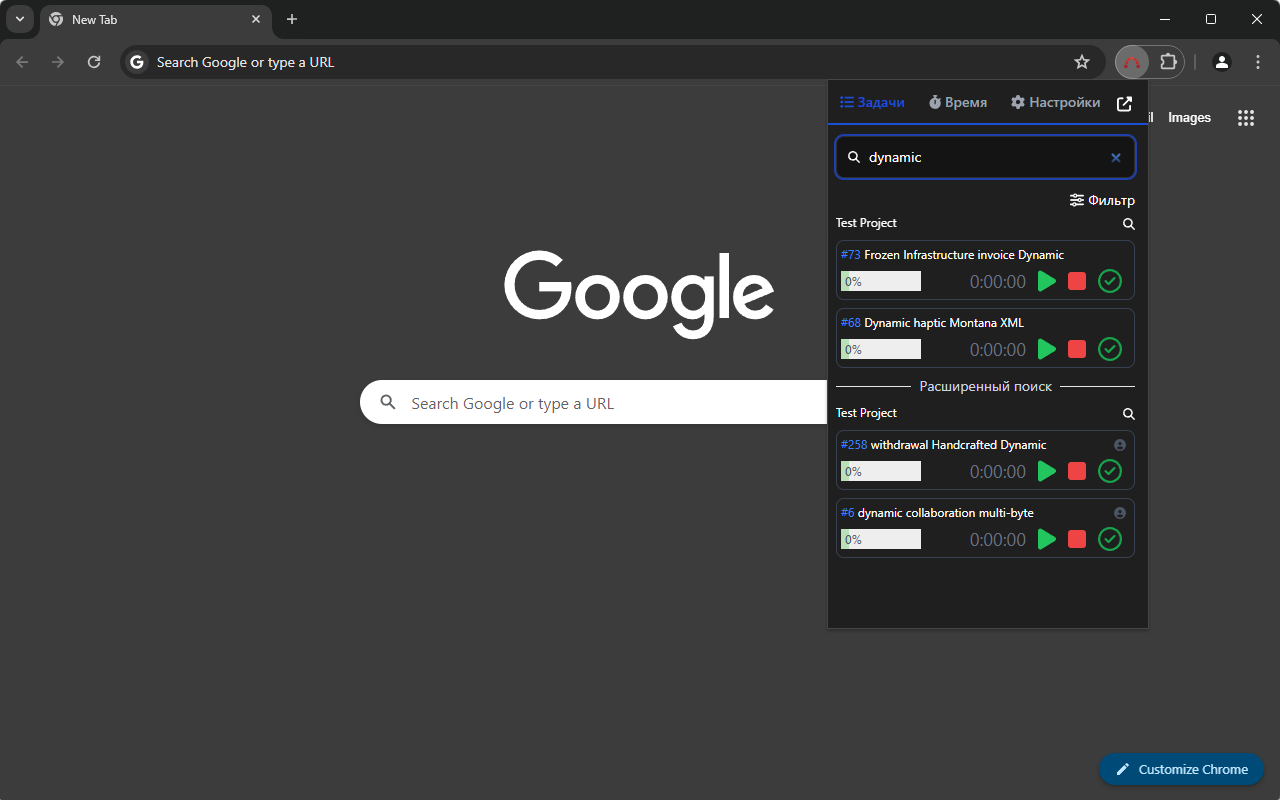 New Tab
Search Google or type a URL
Задачи
Время
Настройки
Images
dynamic
Фильтр
Test Project
#73 Frozen Infrastructure invoice Dynamic
0%
0:00:00
#68 Dynamic haptic Montana XML
0%
0:00:00
Расширенный поиск
Test Project
#258 withdrawal Handcrafted Dynamic
0%
0:00:00
#6 dynamic collaboration multi-byte
0%
0:00:00
Google
Search Google or type a URL
Customize Chrome